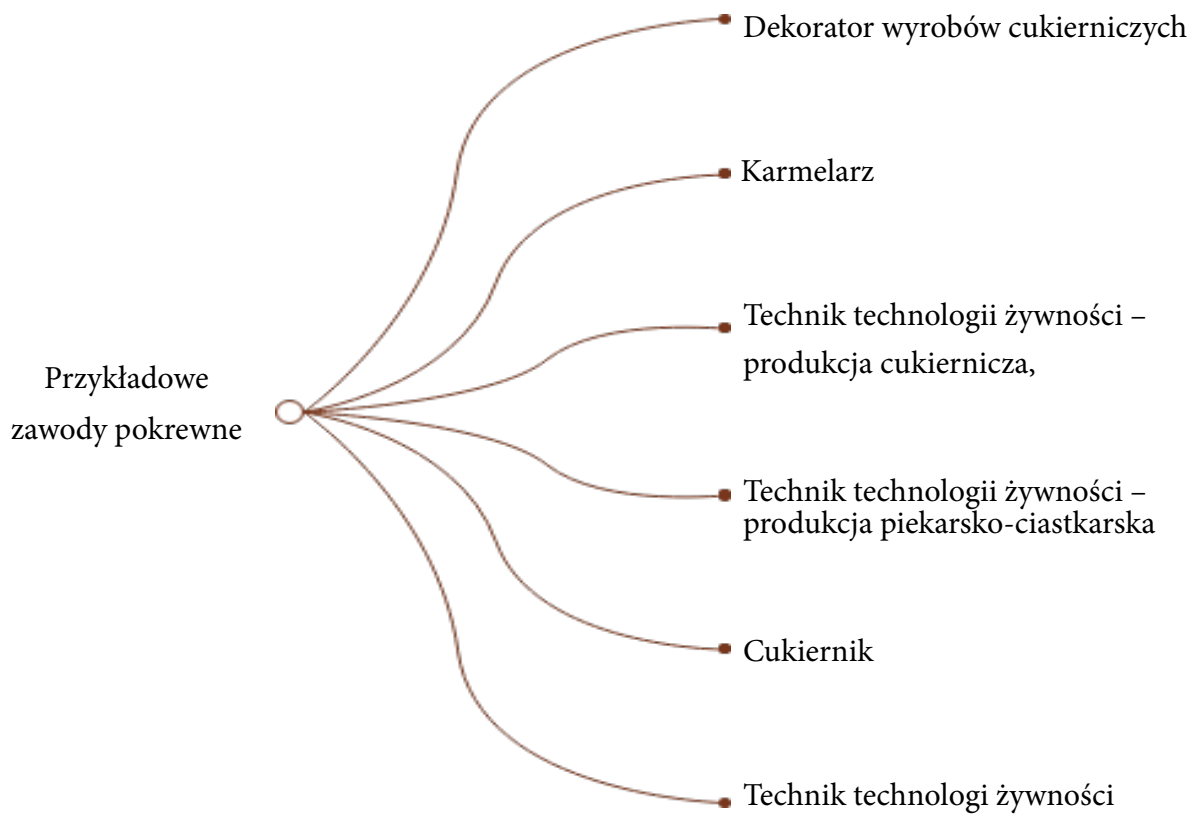 Przykładowe
zawody pokrewne
Dekorator wyrobów cukierniczych
Karmelarz
Technik technologii żywności –
produkcja cukiernicza,
Technik technologii żywności –
produkcja piekarsko-ciastkarska
Cukiernik
Technik technologi żywności